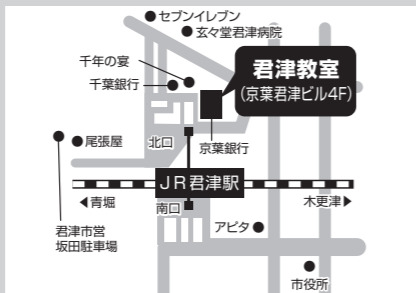 ●セブンイレブン
●玄々堂君津病院
千年の宴●
千葉銀行●
君津教室
(京葉君津ビル4F)
●尾張屋
北口
京葉銀行
JR君津駅
◀青堀
南口
木更津▶
君津市営
坂田駐車場
アピタ●
市役所